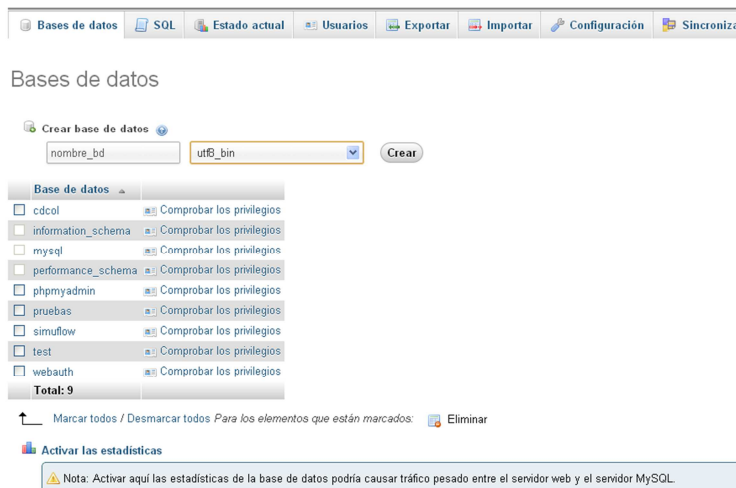 Bases de datos SQL Estado actual Usuarios Exportar Importar Configuración Sincroniza
Bases de datos
Crear base de datos
nombre_bd utf8_bin Crear
Base de datos
cdcol Comprobar los privilegios
information_schema Comprobar los privilegios
mysql Comprobar los privilegios
performance_schema Comprobar los privilegios
phpmyadmin Comprobar los privilegios
pruebas Comprobar los privilegios
simuflow Comprobar los privilegios
test Comprobar los privilegios
webauth Comprobar los privilegios
Total: 9
Marcar todos / Desmarcar todos Para los elementos que están marcados: Eliminar
Activar las estadísticas
Nota: Activar aquí las estadísticas de la base de datos podría causar tráfico pesado entre el servidor web y el servidor MySQL.